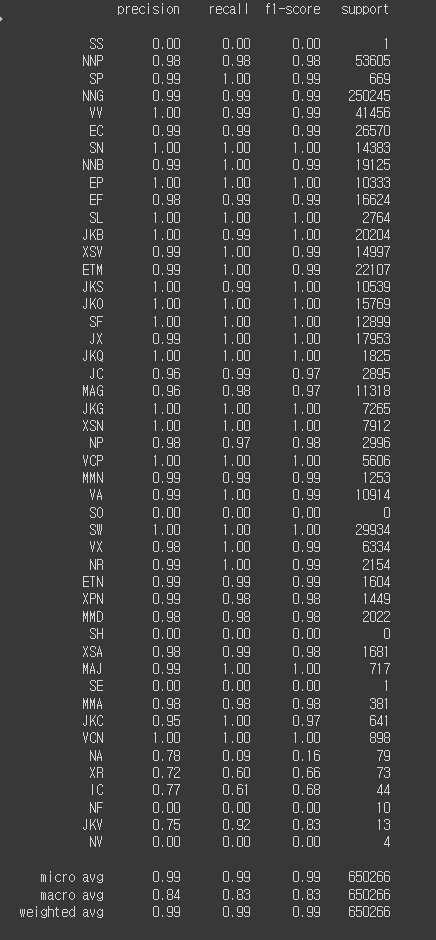 precision recall f1-score support
SS 0.00 0.00 0.00 1
NNP 0.98 0.98 0.98 53605
SP 0.99 1.00 0.99 669
NNG 0.99 0.99 0.99 250245
VV 1.00 0.99 0.99 41456
EC 0.99 0.99 0.99 26570
SN 1.00 1.00 1.00 14383
NNB 0.99 1.00 0.99 19125
EP 1.00 1.00 1.00 10333
EF 0.98 0.99 0.99 16624
SL 1.00 1.00 1.00 2764
JKB 1.00 0.99 1.00 20204
XSV 0.99 1.00 0.99 14997
ETM 0.99 1.00 0.99 22107
JKS 1.00 0.99 1.00 10539
JKO 1.00 1.00 1.00 15769
SF 1.00 1.00 1.00 12899
JX 0.99 1.00 1.00 17953
JKQ 1.00 1.00 1.00 1825
JC 0.96 0.99 0.97 2895
MAG 0.96 0.98 0.97 11318
JKG 1.00 1.00 1.00 7265
XSN 1.00 1.00 1.00 7912
NP 0.98 0.97 0.98 2996
VCP 1.00 1.00 1.00 5606
MMN 0.99 0.99 0.99 1253
VA 0.99 1.00 0.99 10914
SO 0.00 0.00 0.00 0
SW 1.00 1.00 1.00 29934
VX 0.98 1.00 0.99 6334
NR 0.99 1.00 0.99 2154
ETN 0.99 0.99 0.99 1604
XPN 0.99 0.98 0.98 1449
MMD 0.98 0.98 0.98 2022
SH 0.00 0.00 0.00 0
XSA 0.98 0.99 0.98 1681
MAJ 0.99 1.00 1.00 717
SE 0.00 0.00 0.00 1
MMA 0.98 0.98 0.98 381
JKC 0.95 1.00 0.97 641
VCN 1.00 1.00 1.00 898
NA 0.78 0.09 0.16 79
XR 0.72 0.60 0.66 73
IC 0.77 0.61 0.68 44
NF 0.00 0.00 0.00 10
JKV 0.75 0.92 0.83 13
NV 0.00 0.00 0.00 4
micro avg 0.99 0.99 0.99 650266
macro avg 0.84 0.83 0.83 650266
weighted avg 0.99 0.99 0.99 650266